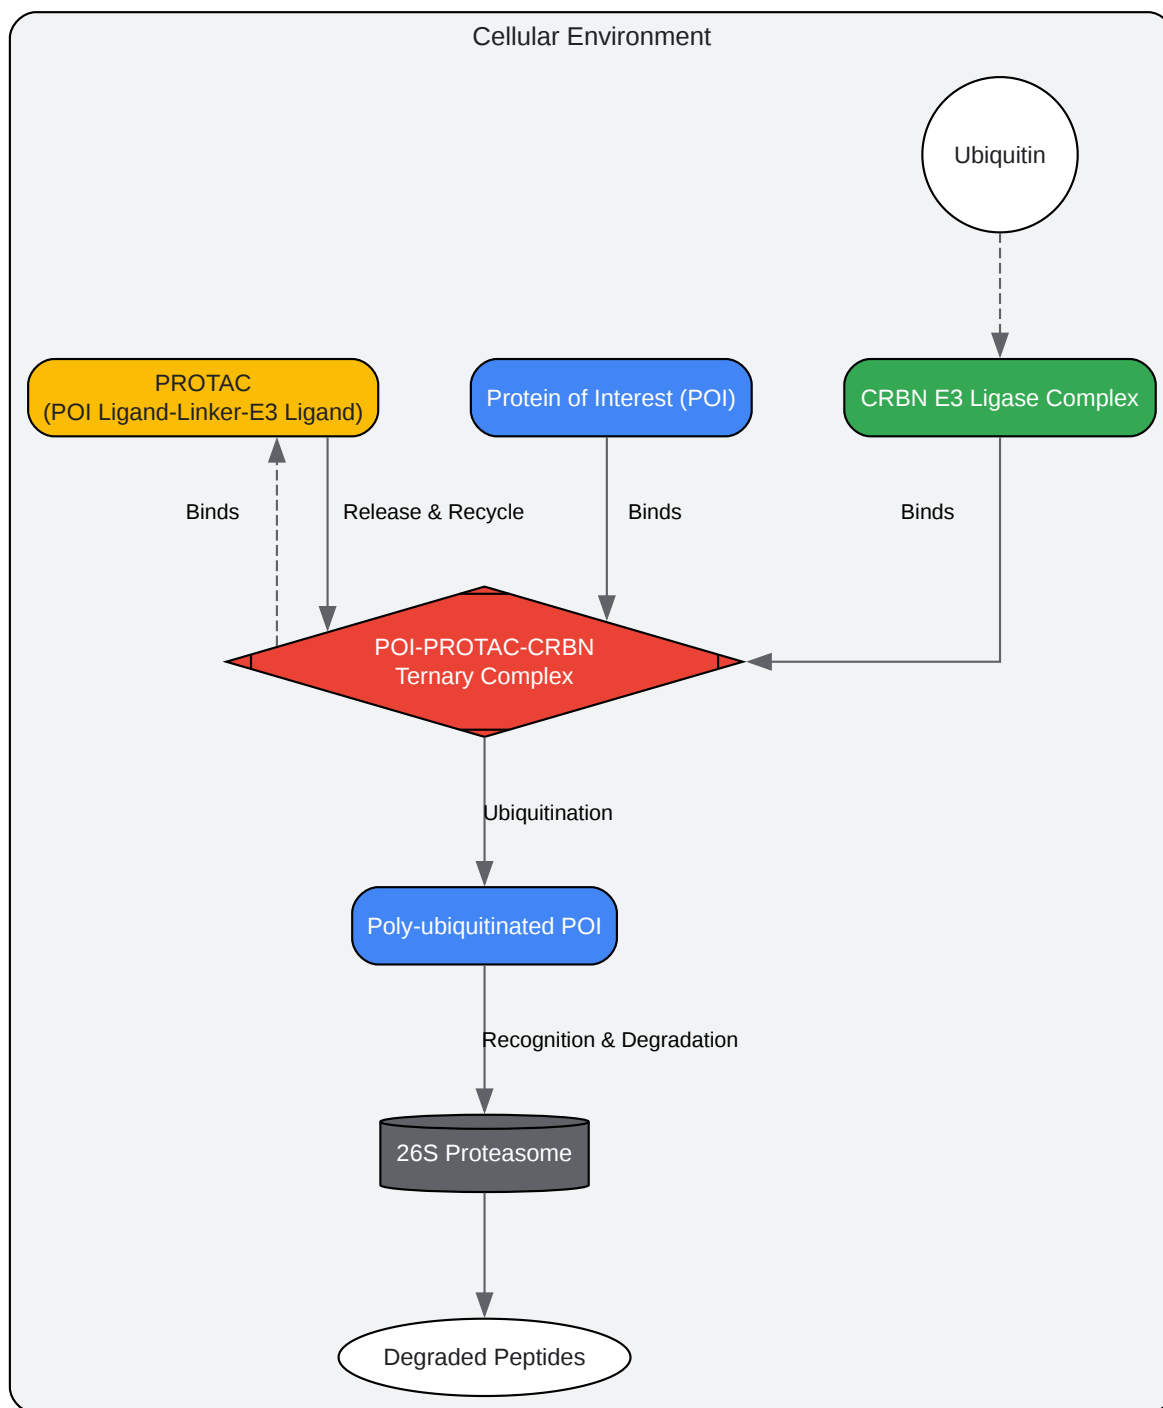 Cellular Environment
Ubiquitin
PROTAC
(POI Ligand-Linker-E3 Ligand)
Protein of Interest (POI)
CRBN E3 Ligase Complex
Binds
Release & Recycle
Binds
Binds
POI-PROTAC-CRBN
Ternary Complex
Ubiquitination
Poly-ubiquitinated POI
Recognition & Degradation
26S Proteasome
Degraded Peptides